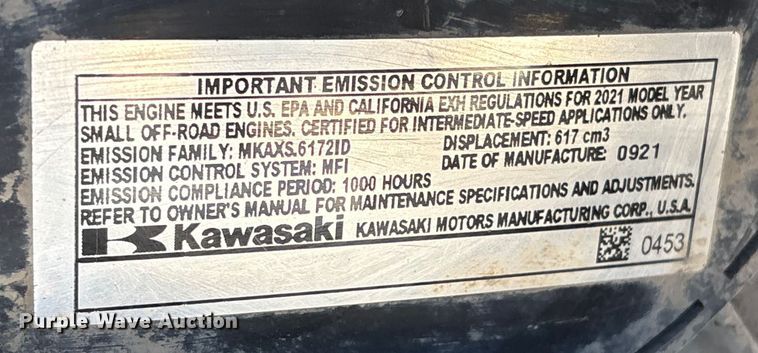 IMPORTANT EMISSION CONTROL INFORMATION
THIS ENGINE MEETS U.S. EPA AND CALIFORNIA EXH REGULATIONS FOR 2021 MODEL YEAR
SMALL OFF-ROAD ENGINES. CERTIFIED FOR INTERMEDIATE-SPEED APPLICATIONS ONLY.
EMISSION FAMILY: MKAXS.6172ID DISPLACEMENT: 617 cm3
EMISSION CONTROL SYSTEM: MFI DATE OF MANUFACTURE: 0921
EMISSION COMPLIANCE PERIOD: 1000 HOURS
REFER TO OWNER'S MANUAL FOR MAINTENANCE SPECIFICATIONS AND ADJUSTMENTS.
Kawasaki KAWASAKI MOTORS MANUFACTURING CORP., U.S.A.
0453
Purple Wave Auction